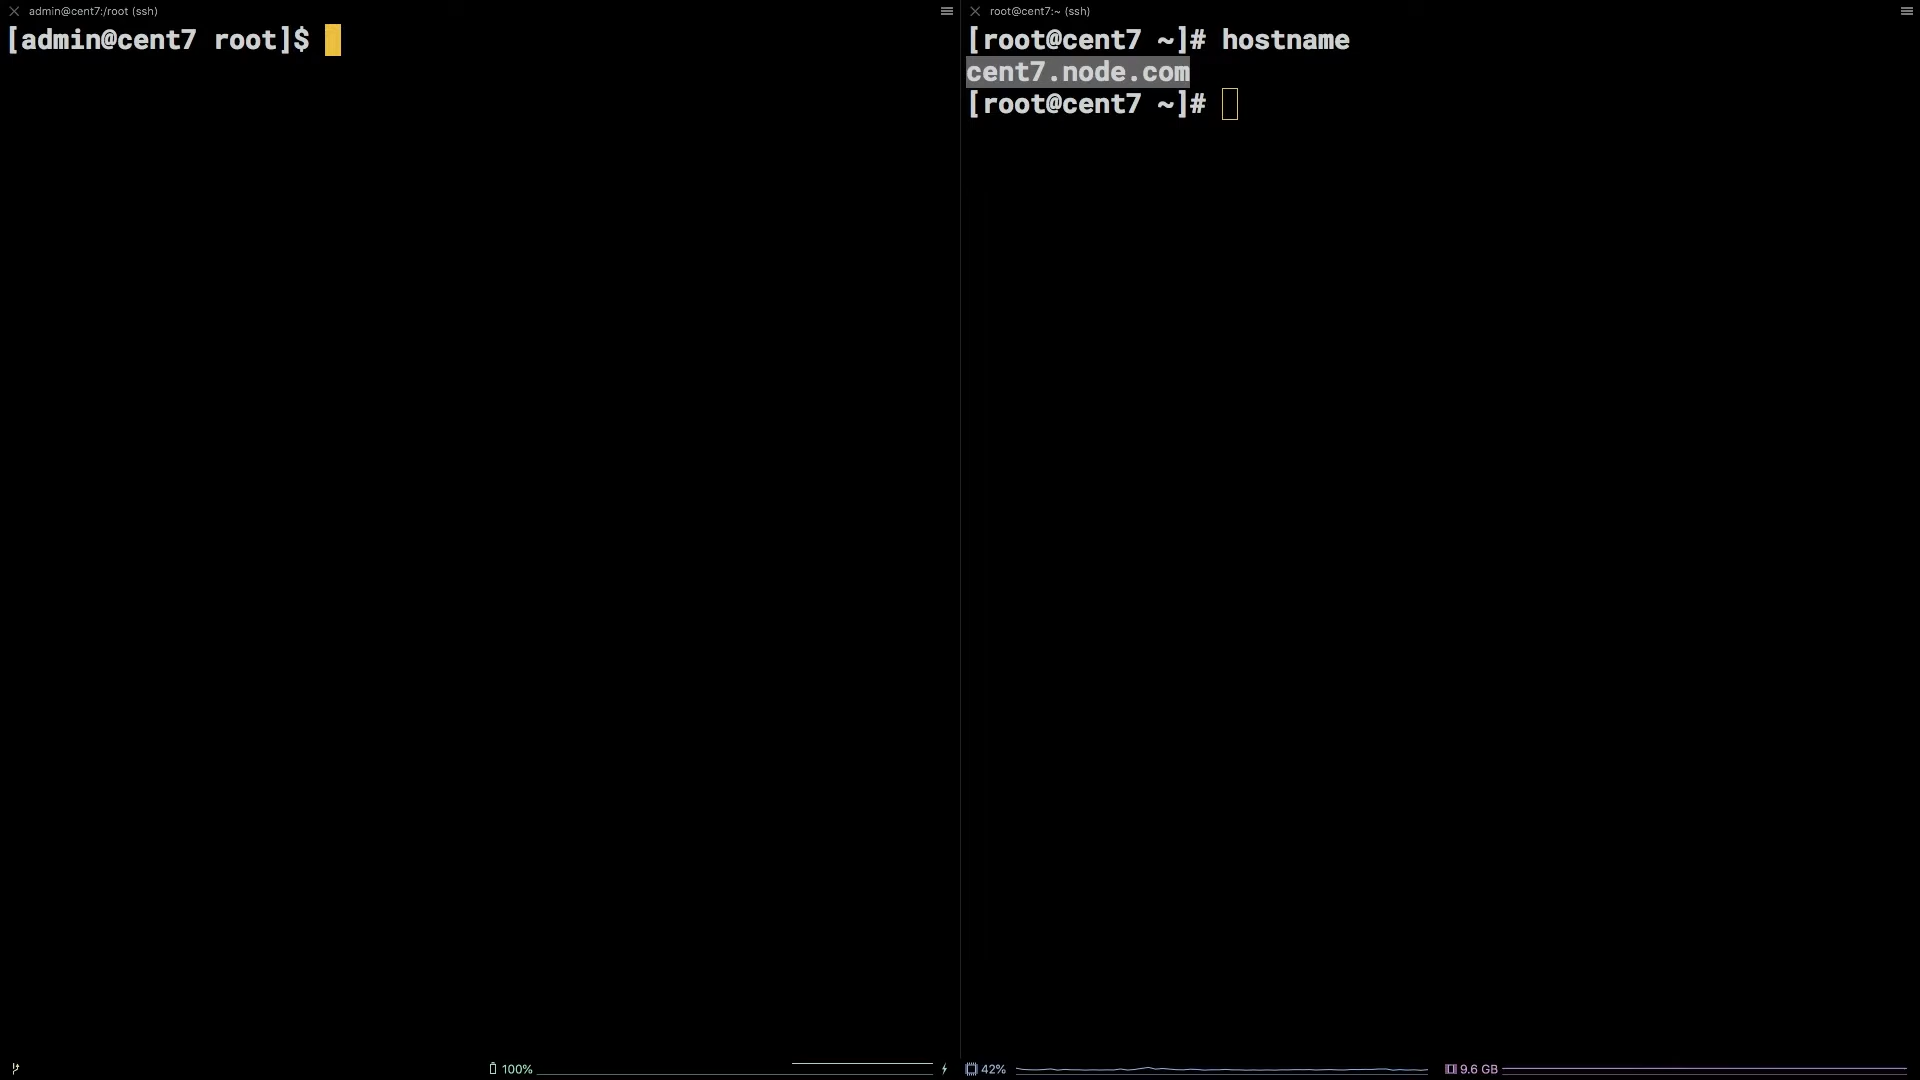 admin@cent7:/root (ssh)
[admin@cent7 root]$
root@cent7:~ (ssh)
[root@cent7 ~]# hostname
cent7.node.com
[root@cent7 ~]#
100%
42%
9.6 GB